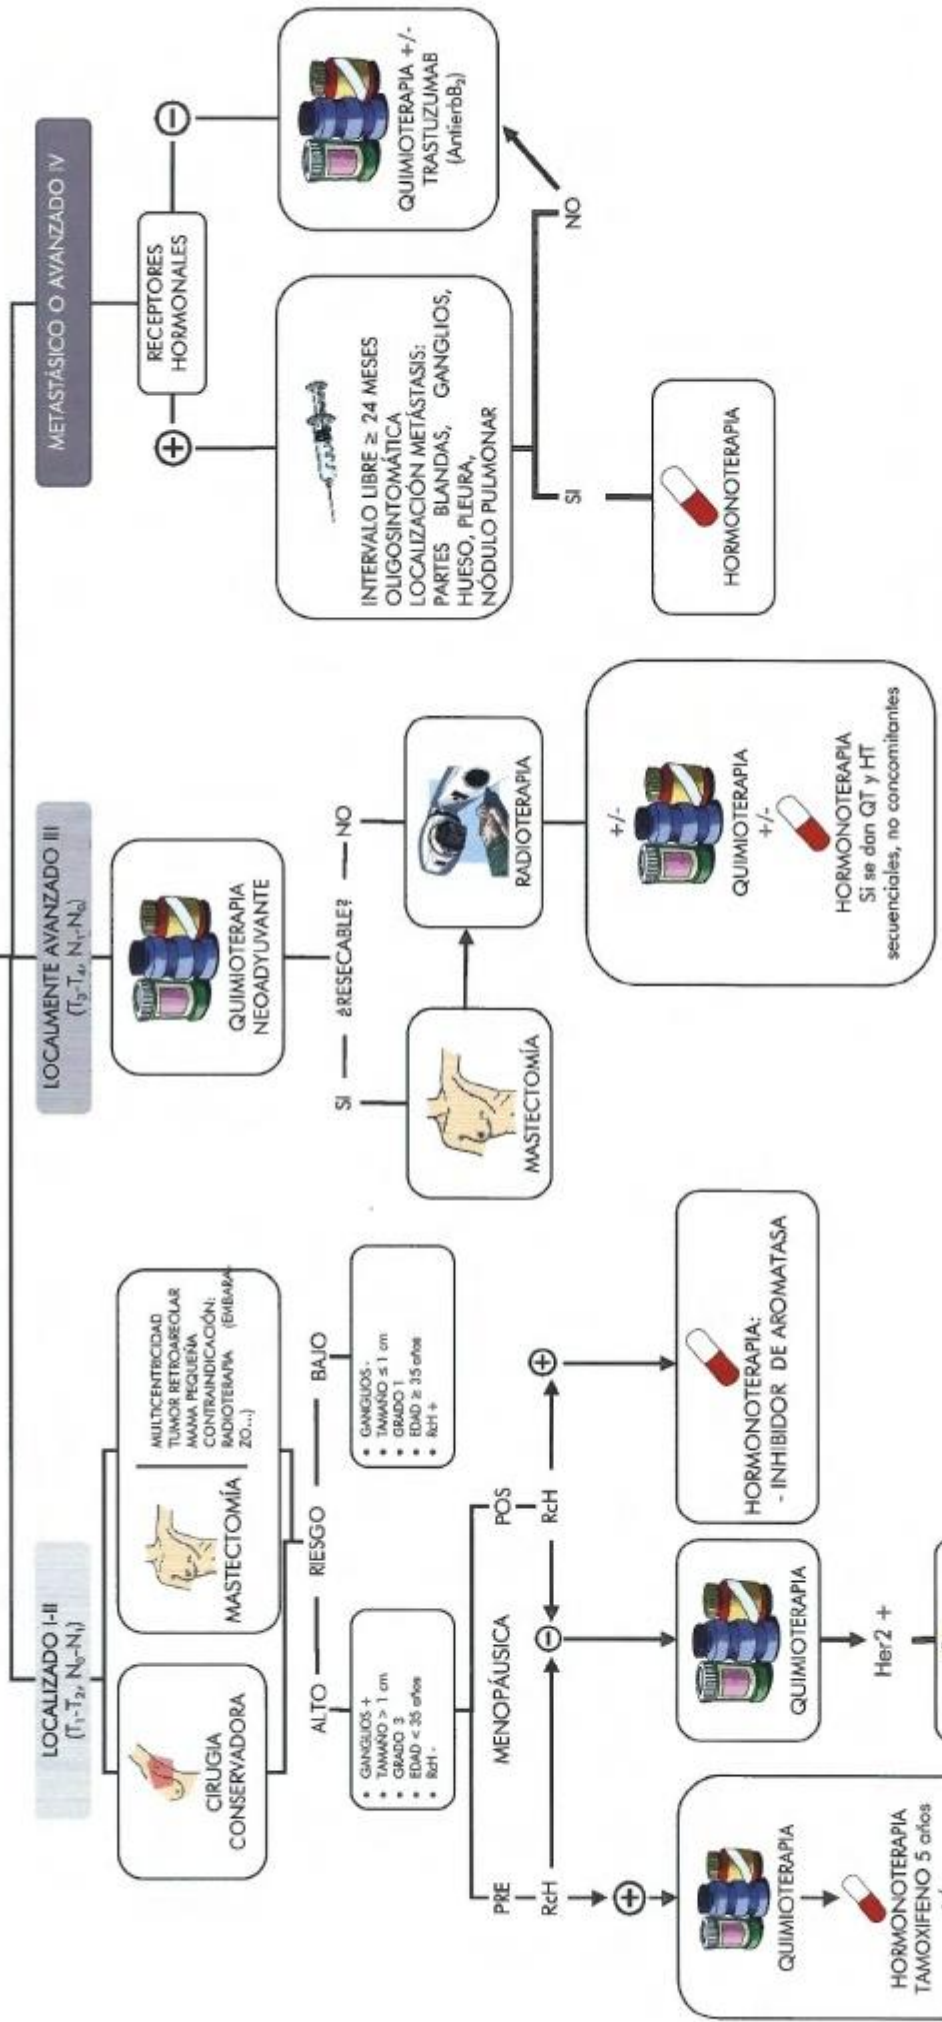 LOCALIZADO I-II
(T₁-T₂, N₀-N₁)
CIRUGIA
CONSERVADORA
MASTECTOMÍA
MULTICENTRICIDAD
TUMOR RETROAREOLAR
MAMA PEQUEÑA
CONTRAINDICACIÓN:
RADIOTERAPIA (EMBARA-
ZO...)
ALTO
RIESGO
BAJO
• GANGLIOS +
• TAMAÑO > 1 cm
• GRADO 3
• EDAD < 35 años
• RcH -
• GANGLIOS -
• TAMAÑO ≤ 1 cm
• GRADO 1
• EDAD ≥ 35 años
• RcH +
PRE
MENOPÁUSICA
POS
RcH
RcH
+
-
+
QUIMIOTERAPIA
HORMONOTERAPIA
TAMOXIFENO 5 años
QUIMIOTERAPIA
Her2 +
HORMONOTERAPIA:
- INHIBIDOR DE AROMATASA
LOCALMENTE AVANZADO III
QUIMIOTERAPIA
NEOADYUVANTE
SI
¿RESECABLE?
NO
MASTECTOMÍA
RADIOTERAPIA
+/-
QUIMIOTERAPIA
+/-
HORMONOTERAPIA
Si se dan QT y HT
secuenciales, no concomitantes
METASTÁSICO O AVANZADO IV
RECEPTORES
HORMONALES
+
-
INTERVALO LIBRE ≥ 24 MESES
OLIGOSINTOMÁTICA
LOCALIZACIÓN METÁSTASIS:
PARTES BLANDAS, GANGLIOS,
HUESO, PLEURA,
NÓDULO PULMONAR
QUIMIOTERAPIA +/-
TRASTUZUMAB
(AntierbB₂)
SI
NO
HORMONOTERAPIA